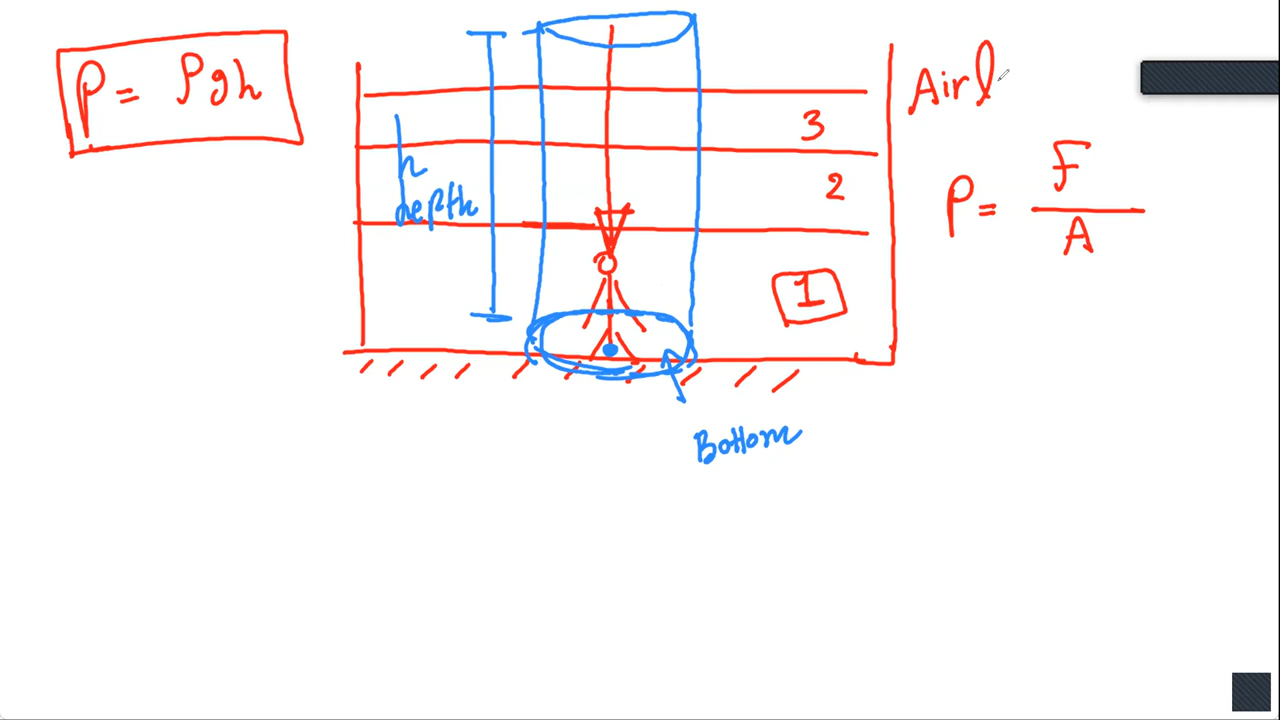 P = ρgh
Air
3
2
h
depth
P = F / A
1
Bottom